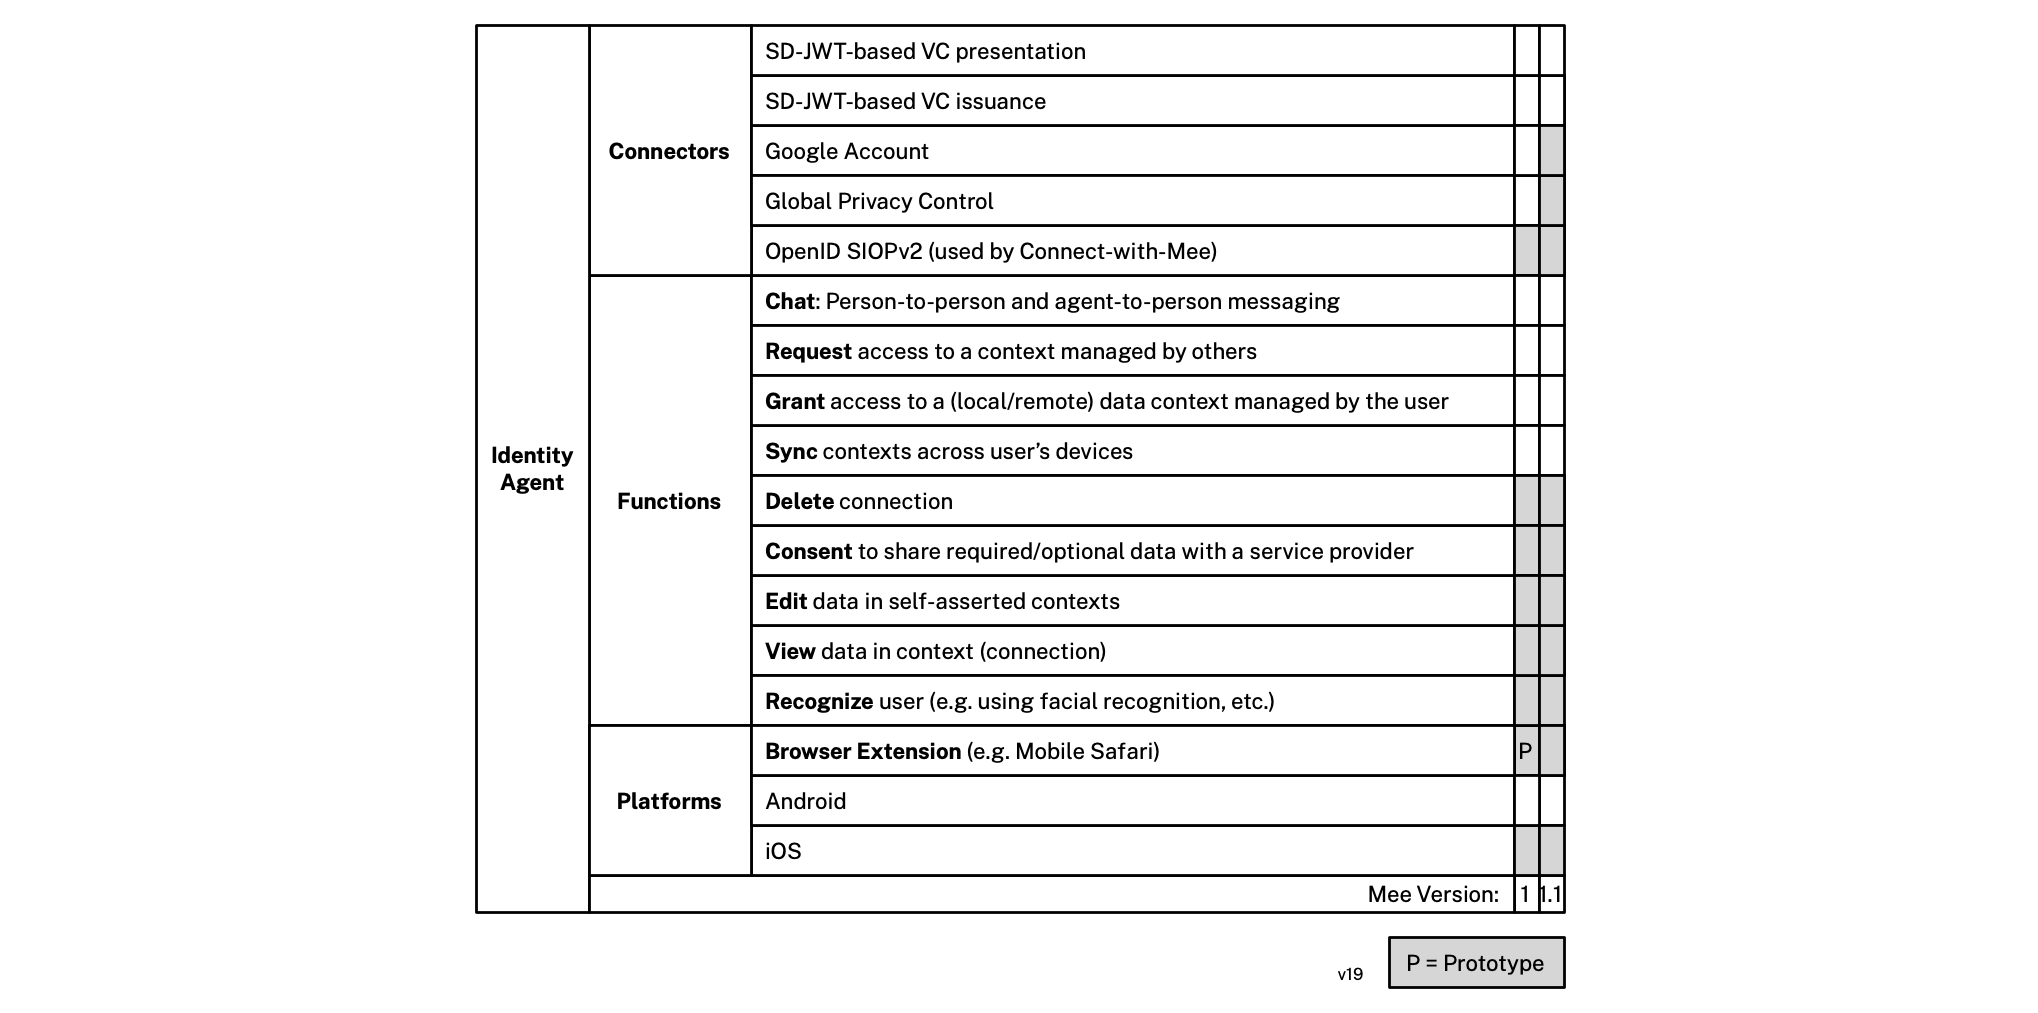 SD-JWT-based VC presentation
SD-JWT-based VC issuance
Connectors
Google Account
Global Privacy Control
OpenID SIOPv2 (used by Connect-with-Mee)
Chat: Person-to-person and agent-to-person messaging
Request access to a context managed by others
Grant access to a (local/remote) data context managed by the user
Sync contexts across user’s devices
Identity
Agent
Functions
Delete connection
Consent to share required/optional data with a service provider
Edit data in self-asserted contexts
View data in context (connection)
Recognize user (e.g. using facial recognition, etc.)
Browser Extension (e.g. Mobile Safari) P
Platforms
Android
iOS
Mee Version: 1 1.1
v19
P = Prototype